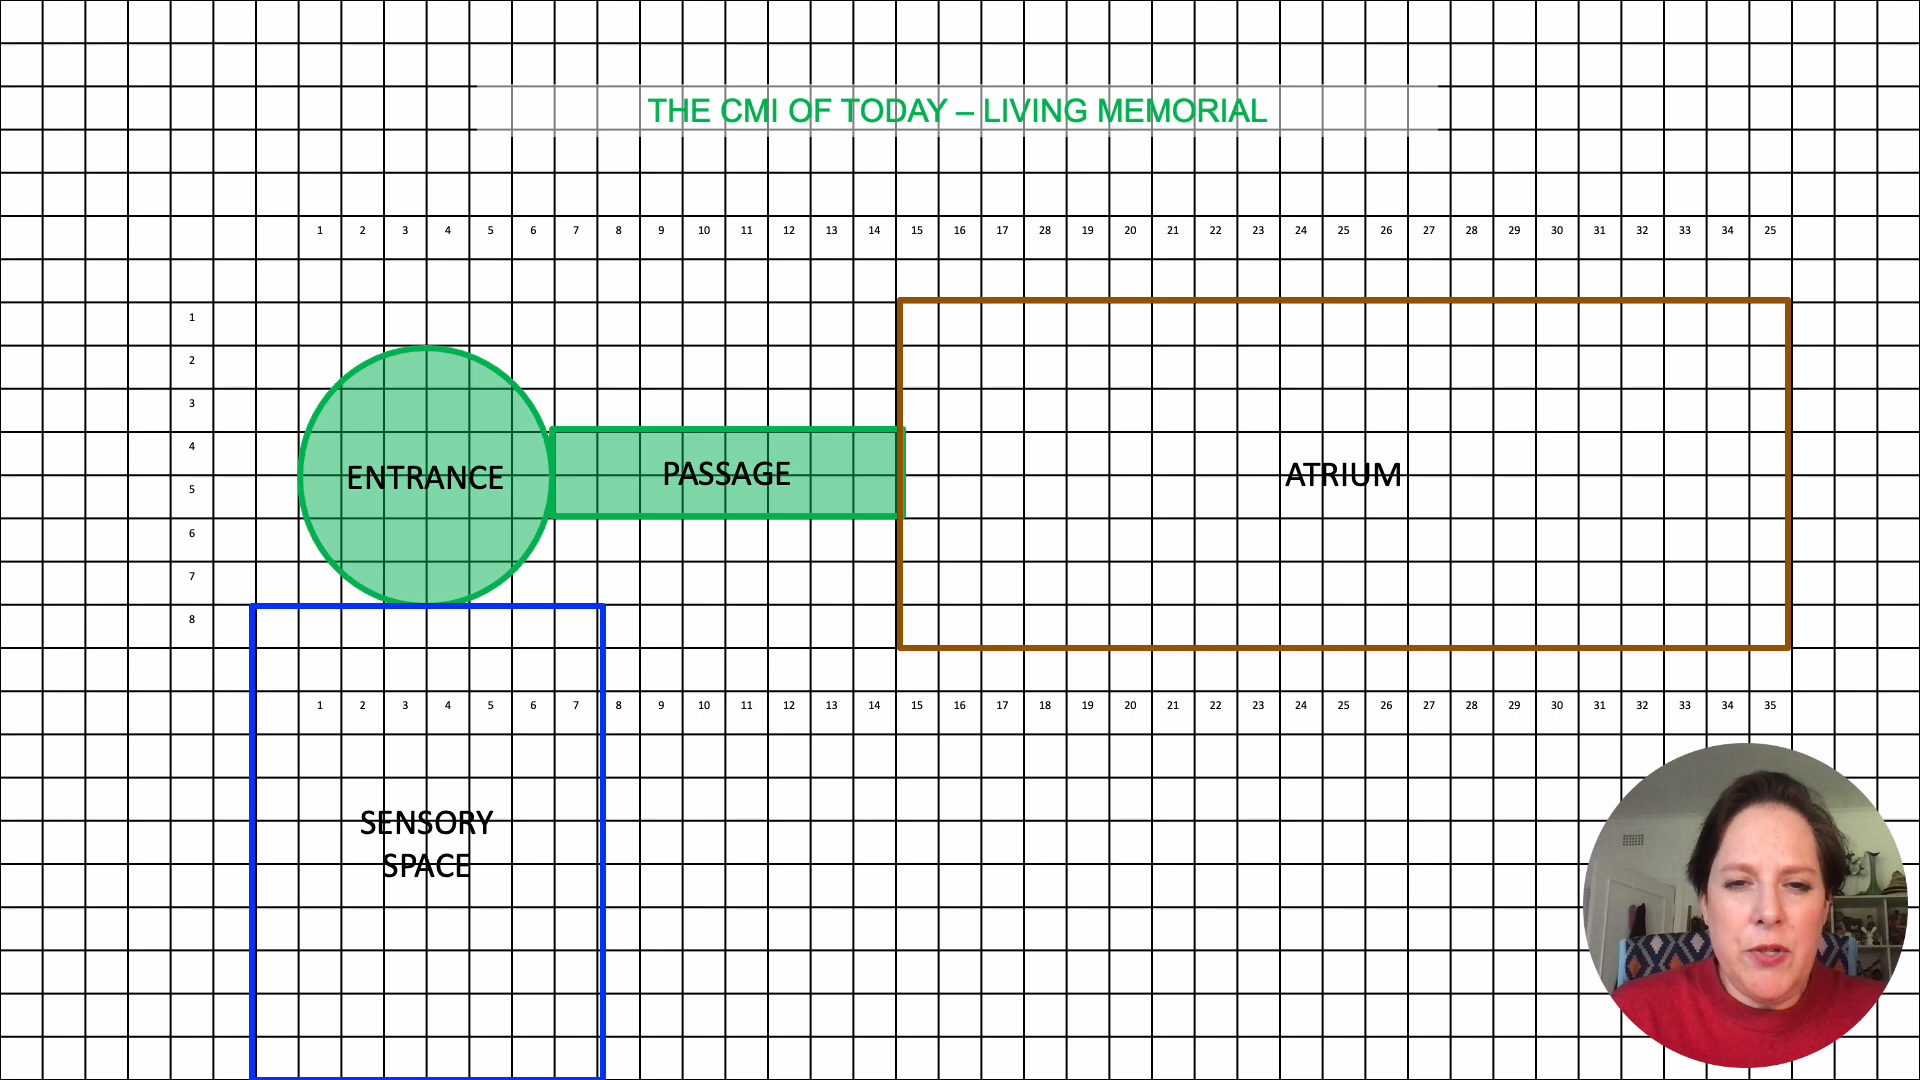 THE CMI OF TODAY – LIVING MEMORIAL
1 2 3 4 5 6 7 8 9 10 11 12 13 14 15 16 17 28 19 20 21 22 23 24 25 26 27 28 29 30 31 32 33 34 25
1
2
3
4
5
6
7
8
ENTRANCE
PASSAGE
ATRIUM
1 2 3 4 5 6 7 8 9 10 11 12 13 14 15 16 17 18 19 20 21 22 23 24 25 26 27 28 29 30 31 32 33 34 35
SENSORY
SPACE